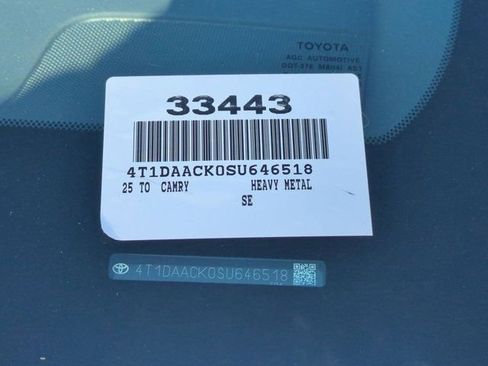 TOYOTA
AGC AUTOMOTIVE
33443
4T1DAACK0SU646518
25 TO CAMRY HEAVY METAL
SE
4T1DAACK0SU646518